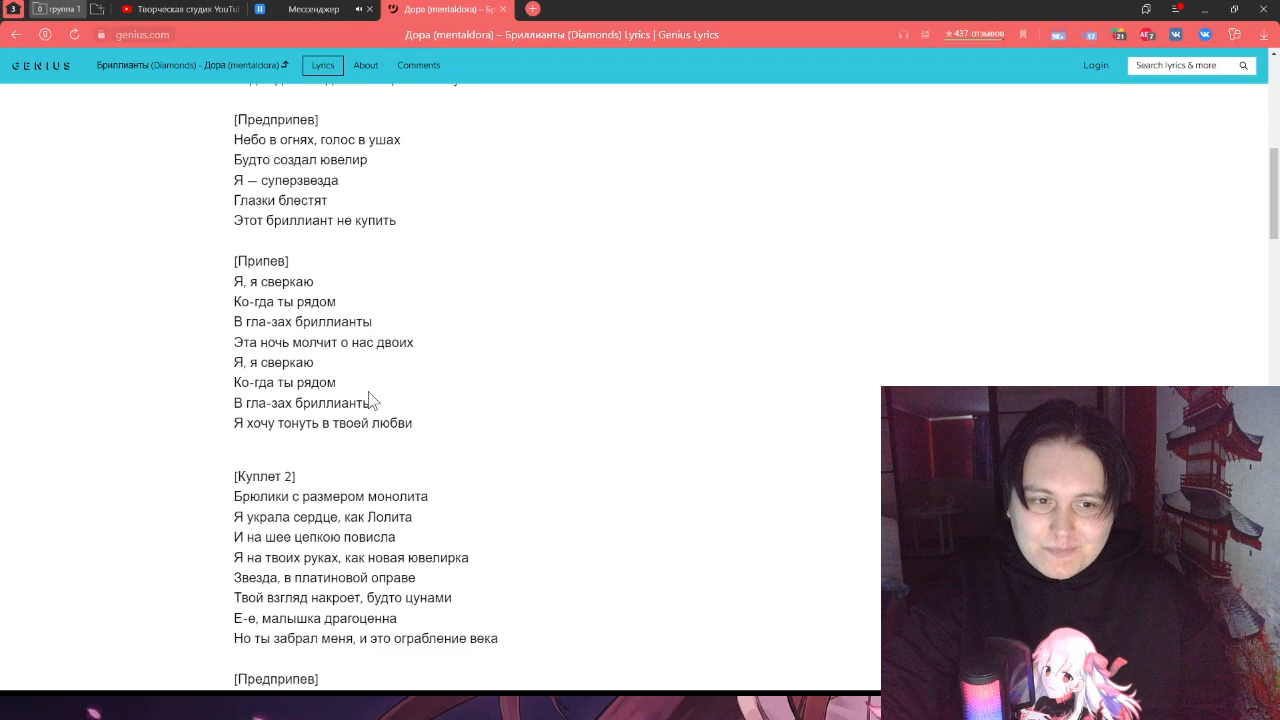 3
0 группа 1
Творческая студия YouTu
Мессенджер
Дора (mentaldora) – Бр
genius.com
Дора (mentaldora) – Бриллианты (Diamonds) Lyrics | Genius Lyrics
★ 437 отзывов
GENIUS
Бриллианты (Diamonds) - Дора (mentaldora)
Lyrics
About
Comments
Login
Search lyrics & more
[Предприпев]
Небо в огнях, голос в ушах
Будто создал ювелир
Я — суперзвезда
Глазки блестят
Этот бриллиант не купить
[Припев]
Я, я сверкаю
Ко-гда ты рядом
В гла-зах бриллианты
Эта ночь молчит о нас двоих
Я, я сверкаю
Ко-гда ты рядом
В гла-зах бриллианты
Я хочу тонуть в твоей любви
[Куплет 2]
Брюлики с размером монолита
Я украла сердце, как Лолита
И на шее цепкою повисла
Я на твоих руках, как новая ювелирка
Звезда, в платиновой оправе
Твой взгляд накроет, будто цунами
Е-е, малышка драгоценна
Но ты забрал меня, и это ограбление века
[Предприпев]